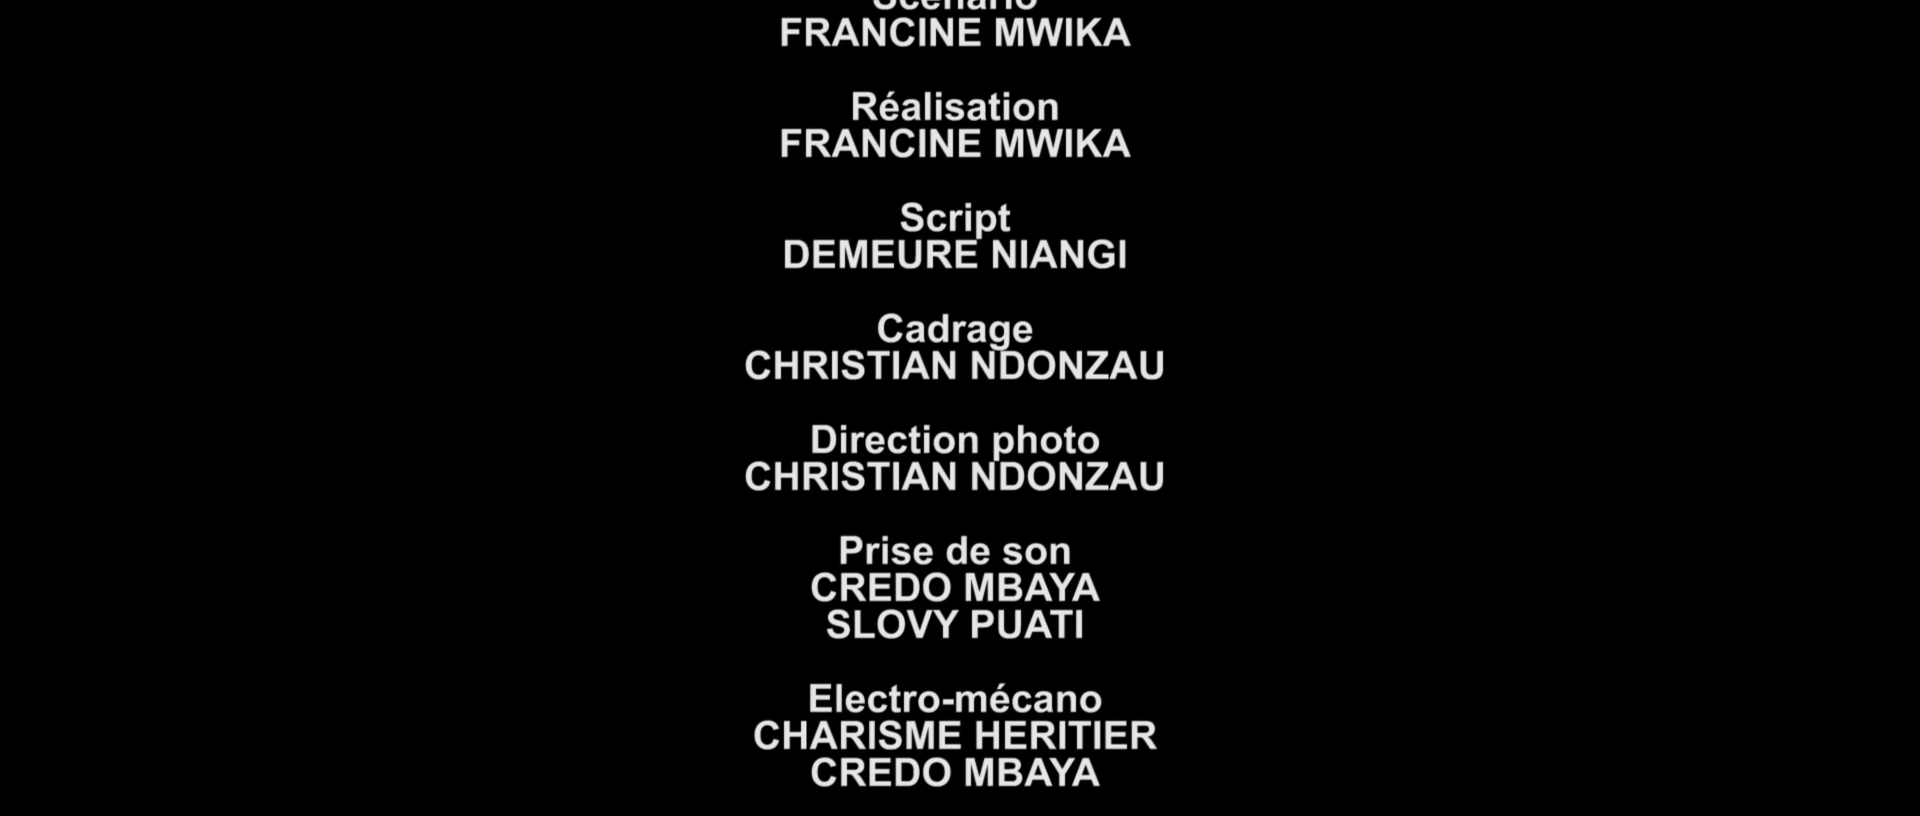 Scénario
FRANCINE MWIKA
Réalisation
FRANCINE MWIKA
Script
DEMEURE NIANGI
Cadrage
CHRISTIAN NDONZAU
Direction photo
CHRISTIAN NDONZAU
Prise de son
CREDO MBAYA
SLOVY PUATI
Electro-mécano
CHARISME HERITIER
CREDO MBAYA